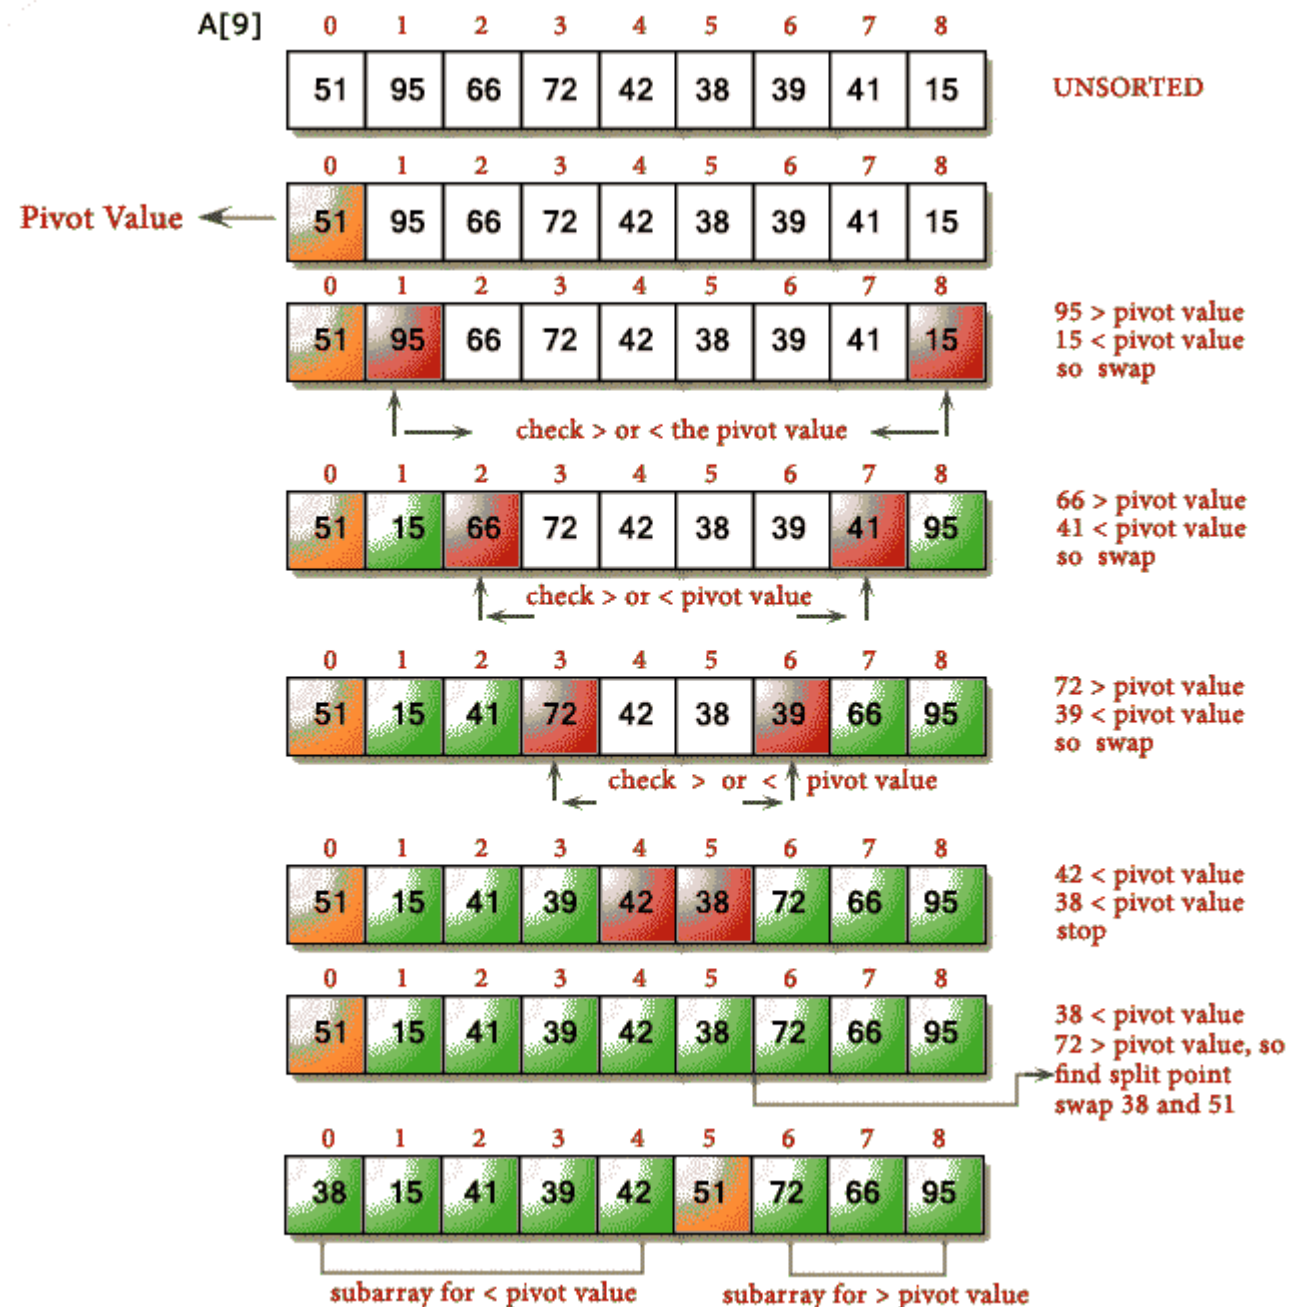 A[9] 0 1 2 3 4 5 6 7 8
51 95 66 72 42 38 39 41 15 UNSORTED
0 1 2 3 4 5 6 7 8
Pivot Value 51 95 66 72 42 38 39 41 15
0 1 2 3 4 5 6 7 8
51 95 66 72 42 38 39 41 15
95 > pivot value
15 < pivot value
so swap
check > or < the pivot value
0 1 2 3 4 5 6 7 8
51 15 66 72 42 38 39 41 95
66 > pivot value
41 < pivot value
so swap
check > or < pivot value
0 1 2 3 4 5 6 7 8
51 15 41 72 42 38 39 66 95
72 > pivot value
39 < pivot value
so swap
check > or < pivot value
0 1 2 3 4 5 6 7 8
51 15 41 39 42 38 72 66 95
42 < pivot value
38 < pivot value
stop
0 1 2 3 4 5 6 7 8
51 15 41 39 42 38 72 66 95
38 < pivot value
72 > pivot value, so
find split point
swap 38 and 51
0 1 2 3 4 5 6 7 8
38 15 41 39 42 51 72 66 95
subarray for < pivot value subarray for > pivot value